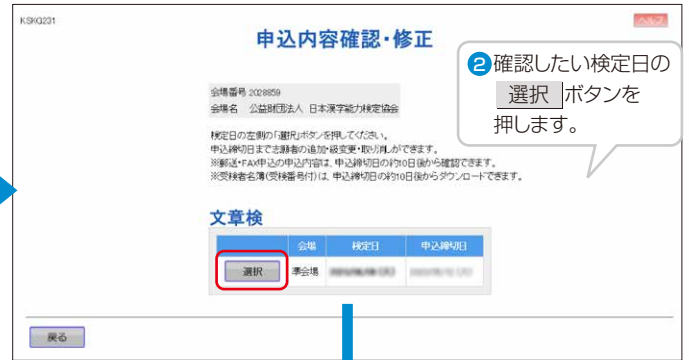 KSKG231
ヘルプ
申込内容確認・修正
2確認したい検定日の
選択 ボタンを
押します。
会場番号 2028859
会場名 公益財団法人 日本漢字能力検定協会
検定日の左側の「選択」ボタンを押してください。
申込締切日まで志願者の追加・級変更・取り消しができます。
※郵送・FAX申込の申込内容は、申込締切日の約10日後から確認できます。
※受検者名簿(受検番号付)は、申込締切日の約10日後からダウンロードできます。
文章検
会場 検定日 申込締切日
選択 準会場
戻る